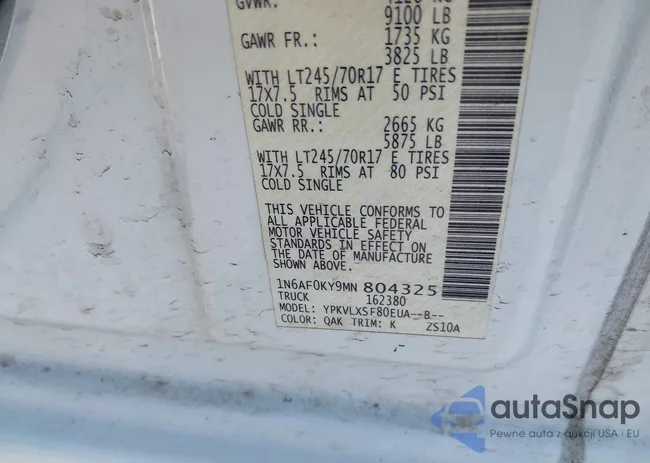 GVWR:
9100 LB
GAWR FR.: 1735 KG
3825 LB
WITH LT245/70R17 E TIRES
17X7.5 RIMS AT 50 PSI
COLD SINGLE
GAWR RR.: 2665 KG
5875 LB
WITH LT245/70R17 E TIRES
17X7.5 RIMS AT 80 PSI
COLD SINGLE
THIS VEHICLE CONFORMS TO
ALL APPLICABLE FEDERAL
MOTOR VEHICLE SAFETY
STANDARDS IN EFFECT ON
THE DATE OF MANUFACTURE
SHOWN ABOVE.
1N6AF0KY9MN 804325
TRUCK 162380
MODEL: YPKVLXSF80EUA--B--
COLOR: QAK TRIM: K ZS10A
autaSnap
Pewne auta z aukcji USA i EU